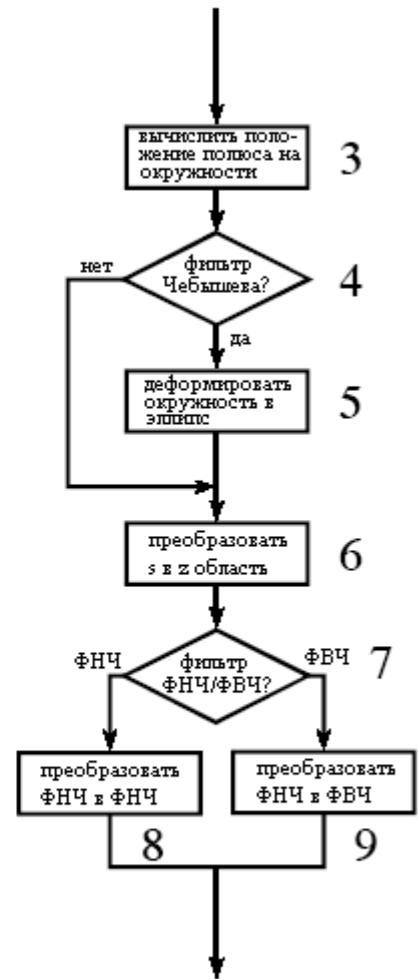 вычислить поло-
жение полюса на
окружности
3
фильтр
Чебышева?
4
нет
да
деформировать
окружность в
эллипс
5
преобразовать
s в z область
6
ФНЧ
фильтр
ФНЧ/ФВЧ?
ФВЧ
7
преобразовать
ФНЧ в ФНЧ
8
преобразовать
ФНЧ в ФВЧ
9